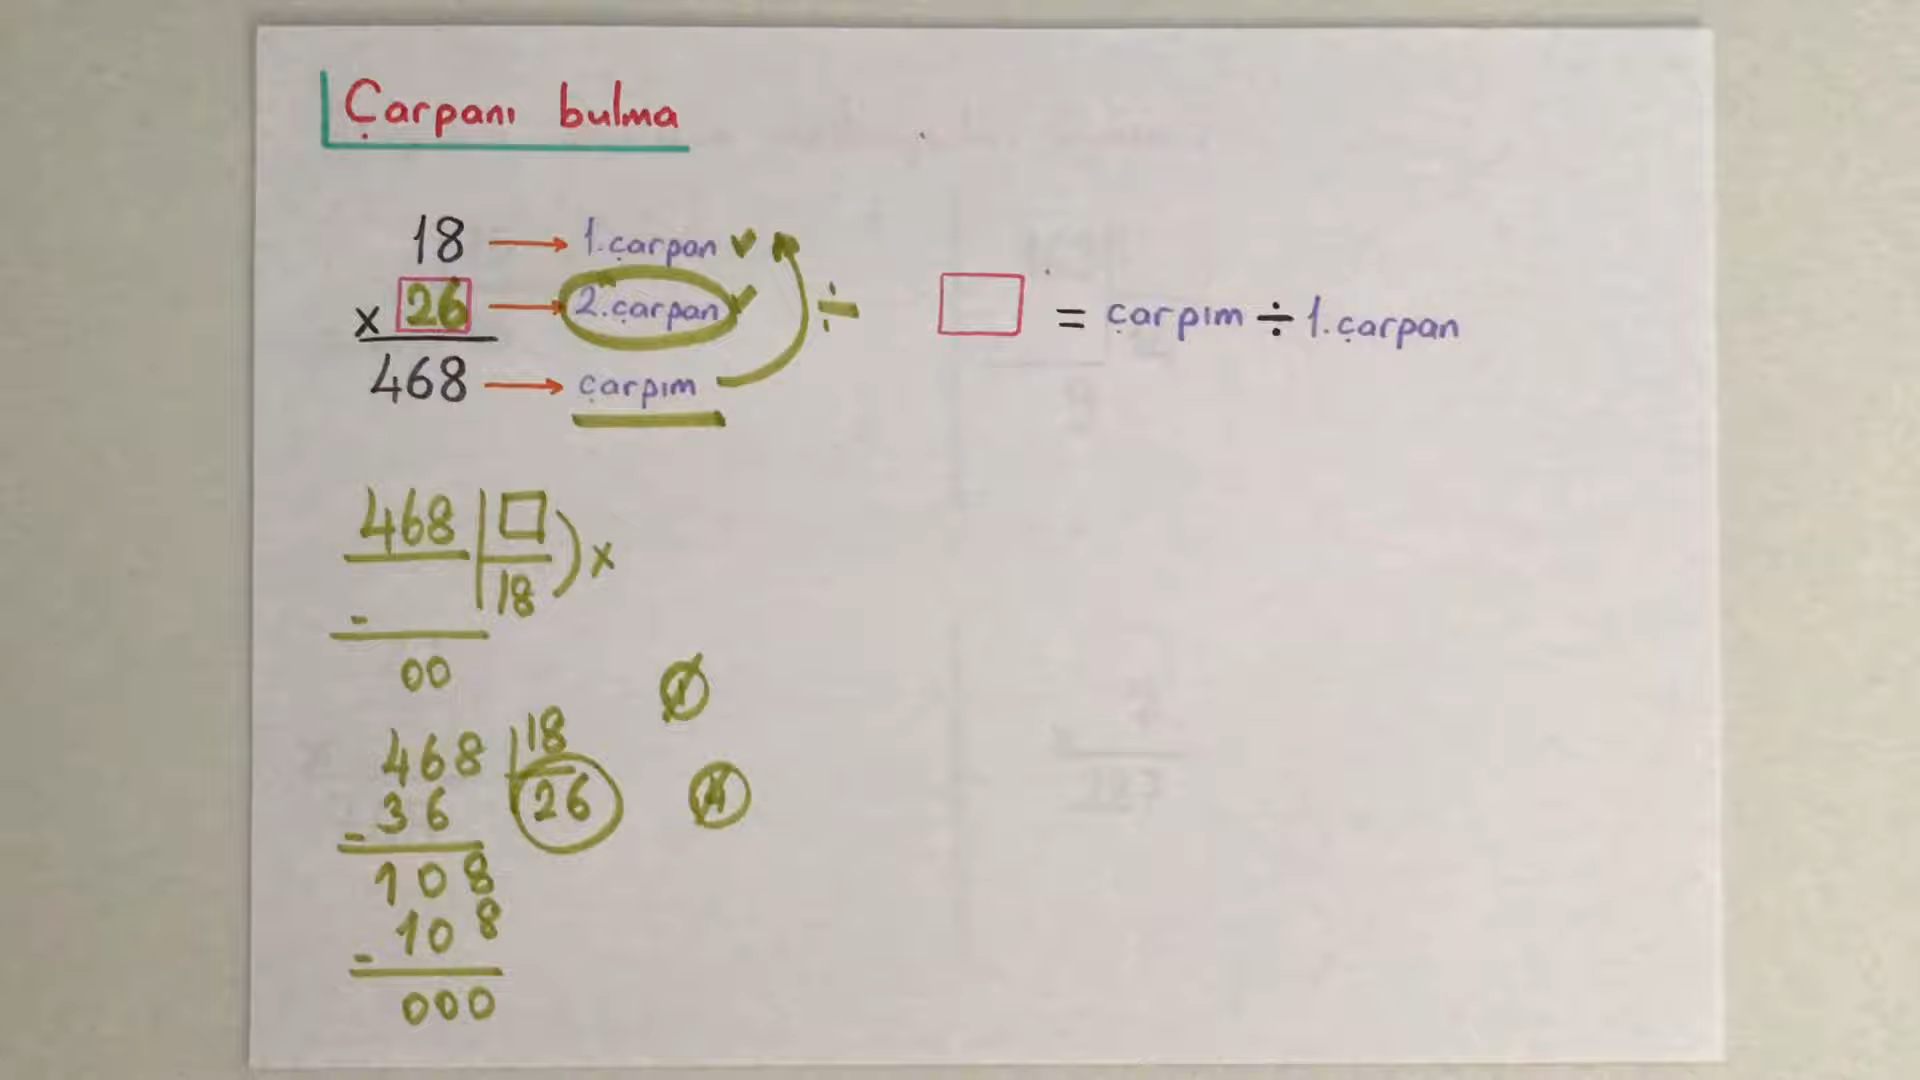 Çarpanı bulma
18 → 1.çarpan ✓
x 26 → 2.çarpan ✓ ÷
468 → çarpım
□ = çarpım ÷ 1.çarpan
468 □
18 x
-
00
468 18
- 36 26
108
- 108
000